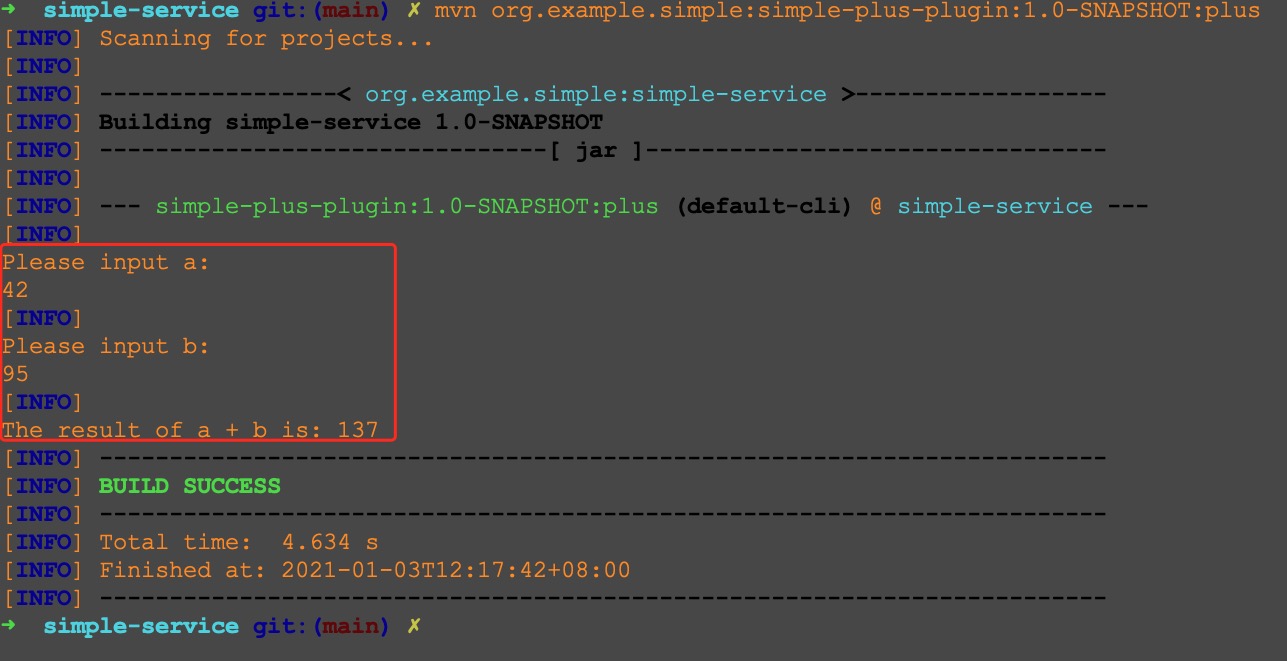 ➜ simple-service git:(main) ✗ mvn org.example.simple:simple-plus-plugin:1.0-SNAPSHOT:plus
[INFO] Scanning for projects...
[INFO]
[INFO] -----------------< org.example.simple:simple-service >------------------
[INFO] Building simple-service 1.0-SNAPSHOT
[INFO] --------------------------------[ jar ]---------------------------------
[INFO]
[INFO] --- simple-plus-plugin:1.0-SNAPSHOT:plus (default-cli) @ simple-service ---
[INFO]
Please input a:
42
[INFO]
Please input b:
95
[INFO]
The result of a + b is: 137
[INFO] ------------------------------------------------------------------------
[INFO] BUILD SUCCESS
[INFO] ------------------------------------------------------------------------
[INFO] Total time:  4.634 s
[INFO] Finished at: 2021-01-03T12:17:42+08:00
[INFO] ------------------------------------------------------------------------
➜ simple-service git:(main) ✗